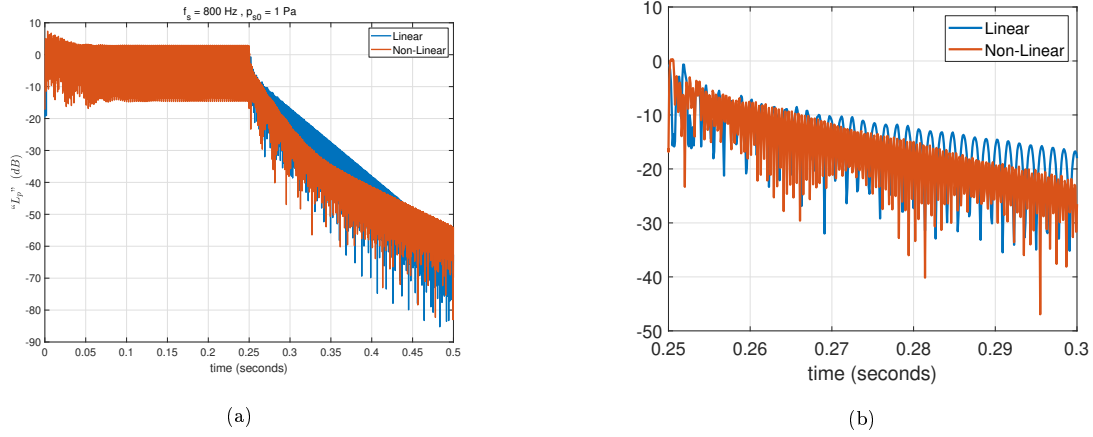 f_s = 800 Hz , p_s0 = 1 Pa
10
0
-10
-20
-30
-40
-50
-60
-70
-80
-90
"L_p" (dB)
0 0.05 0.1 0.15 0.2 0.25 0.3 0.35 0.4 0.45 0.5
time (seconds)
Linear
Non-Linear
(a)
10
0
-10
-20
-30
-40
-50
0.25 0.26 0.27 0.28 0.29 0.3
time (seconds)
Linear
Non-Linear
(b)